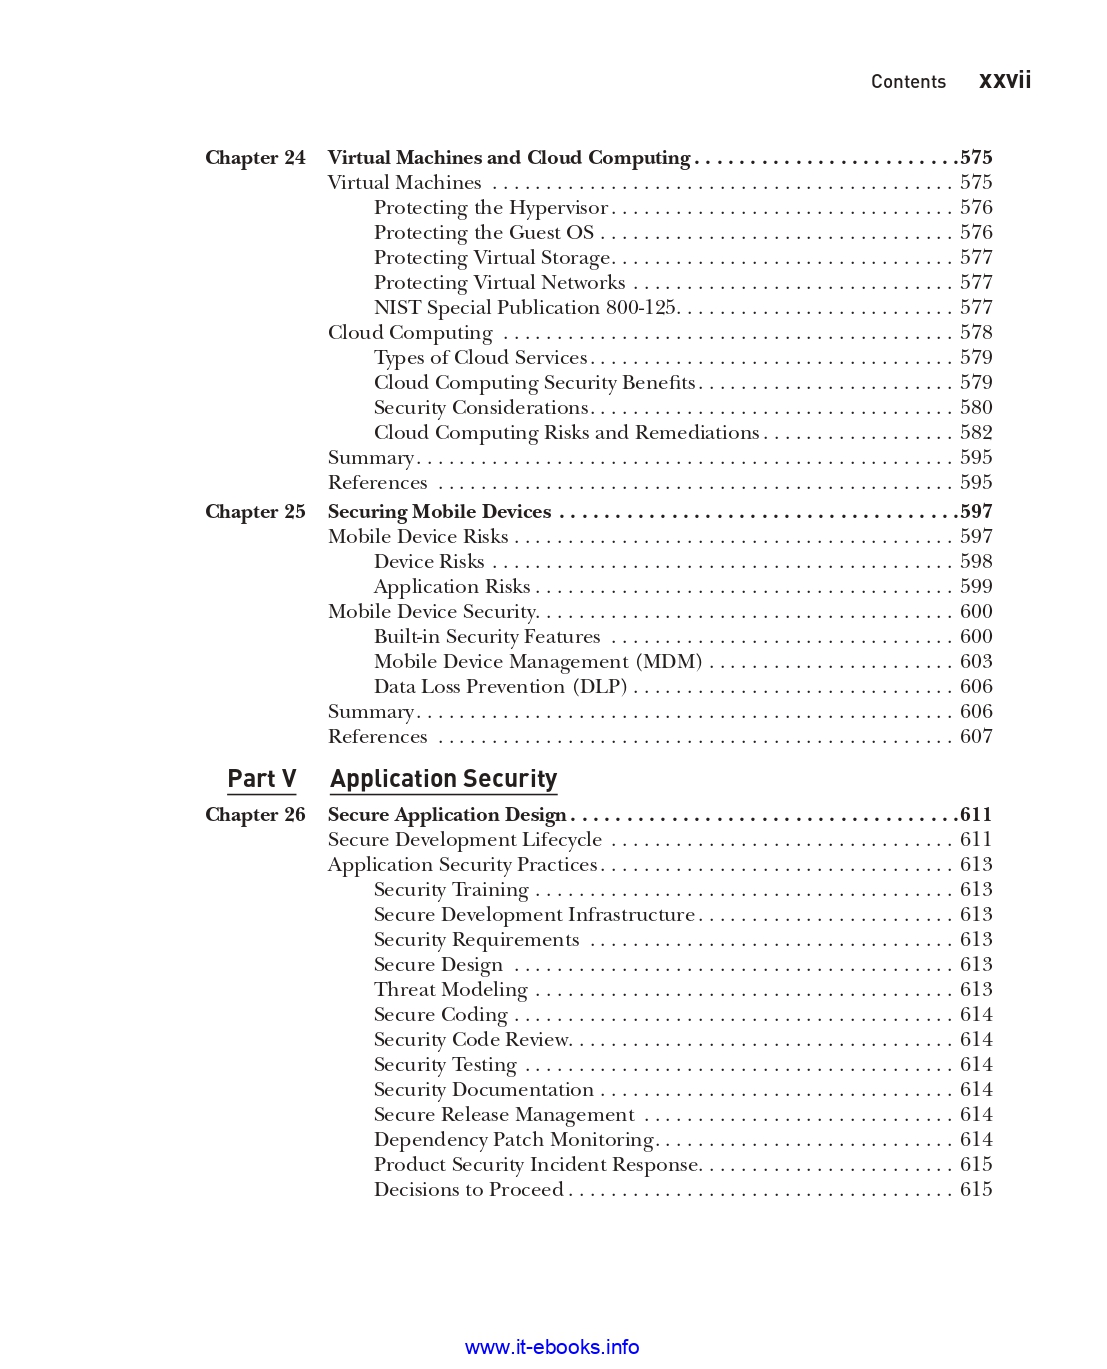 Contents xxvii
Chapter 24 Virtual Machines and Cloud Computing . . . . . . . . . . . . . . . . . . . . . . . .575
Virtual Machines . . . . . . . . . . . . . . . . . . . . . . . . . . . . . . . . . . . . . . . . . . . 575
Protecting the Hypervisor . . . . . . . . . . . . . . . . . . . . . . . . . . . . . . . . 576
Protecting the Guest OS . . . . . . . . . . . . . . . . . . . . . . . . . . . . . . . . . 576
Protecting Virtual Storage. . . . . . . . . . . . . . . . . . . . . . . . . . . . . . . . 577
Protecting Virtual Networks . . . . . . . . . . . . . . . . . . . . . . . . . . . . . . 577
NIST Special Publication 800-125. . . . . . . . . . . . . . . . . . . . . . . . . . 577
Cloud Computing . . . . . . . . . . . . . . . . . . . . . . . . . . . . . . . . . . . . . . . . . . 578
Types of Cloud Services . . . . . . . . . . . . . . . . . . . . . . . . . . . . . . . . . . 579
Cloud Computing Security Benefits . . . . . . . . . . . . . . . . . . . . . . . . 579
Security Considerations. . . . . . . . . . . . . . . . . . . . . . . . . . . . . . . . . . 580
Cloud Computing Risks and Remediations . . . . . . . . . . . . . . . . . . 582
Summary . . . . . . . . . . . . . . . . . . . . . . . . . . . . . . . . . . . . . . . . . . . . . . . . . . 595
References . . . . . . . . . . . . . . . . . . . . . . . . . . . . . . . . . . . . . . . . . . . . . . . . 595
Chapter 25 Securing Mobile Devices . . . . . . . . . . . . . . . . . . . . . . . . . . . . . . . . . . . .597
Mobile Device Risks . . . . . . . . . . . . . . . . . . . . . . . . . . . . . . . . . . . . . . . . . 597
Device Risks . . . . . . . . . . . . . . . . . . . . . . . . . . . . . . . . . . . . . . . . . . . 598
Application Risks . . . . . . . . . . . . . . . . . . . . . . . . . . . . . . . . . . . . . . . 599
Mobile Device Security. . . . . . . . . . . . . . . . . . . . . . . . . . . . . . . . . . . . . . . 600
Built-in Security Features . . . . . . . . . . . . . . . . . . . . . . . . . . . . . . . . 600
Mobile Device Management (MDM) . . . . . . . . . . . . . . . . . . . . . . . 603
Data Loss Prevention (DLP) . . . . . . . . . . . . . . . . . . . . . . . . . . . . . . 606
Summary . . . . . . . . . . . . . . . . . . . . . . . . . . . . . . . . . . . . . . . . . . . . . . . . . . 606
References . . . . . . . . . . . . . . . . . . . . . . . . . . . . . . . . . . . . . . . . . . . . . . . . 607
Part V Application Security
Chapter 26 Secure Application Design . . . . . . . . . . . . . . . . . . . . . . . . . . . . . . . . . . .611
Secure Development Lifecycle . . . . . . . . . . . . . . . . . . . . . . . . . . . . . . . . 611
Application Security Practices . . . . . . . . . . . . . . . . . . . . . . . . . . . . . . . . . 613
Security Training . . . . . . . . . . . . . . . . . . . . . . . . . . . . . . . . . . . . . . . 613
Secure Development Infrastructure . . . . . . . . . . . . . . . . . . . . . . . . 613
Security Requirements . . . . . . . . . . . . . . . . . . . . . . . . . . . . . . . . . . 613
Secure Design . . . . . . . . . . . . . . . . . . . . . . . . . . . . . . . . . . . . . . . . . 613
Threat Modeling . . . . . . . . . . . . . . . . . . . . . . . . . . . . . . . . . . . . . . . 613
Secure Coding . . . . . . . . . . . . . . . . . . . . . . . . . . . . . . . . . . . . . . . . . 614
Security Code Review. . . . . . . . . . . . . . . . . . . . . . . . . . . . . . . . . . . . 614
Security Testing . . . . . . . . . . . . . . . . . . . . . . . . . . . . . . . . . . . . . . . . 614
Security Documentation . . . . . . . . . . . . . . . . . . . . . . . . . . . . . . . . . 614
Secure Release Management . . . . . . . . . . . . . . . . . . . . . . . . . . . . . 614
Dependency Patch Monitoring. . . . . . . . . . . . . . . . . . . . . . . . . . . . 614
Product Security Incident Response. . . . . . . . . . . . . . . . . . . . . . . . 615
Decisions to Proceed . . . . . . . . . . . . . . . . . . . . . . . . . . . . . . . . . . . . 615
www.it-ebooks.info